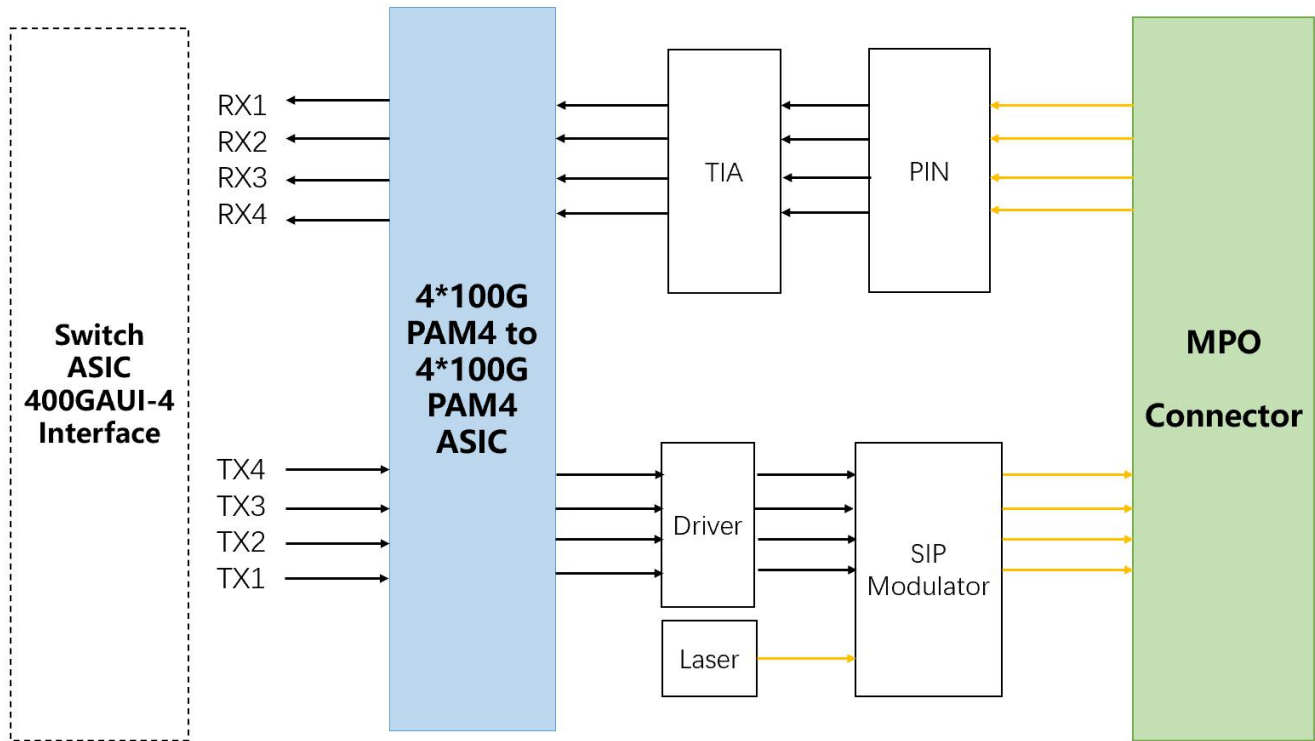 Switch
ASIC
400GAUI-4
Interface
RX1
RX2
RX3
RX4
TX4
TX3
TX2
TX1
4*100G
PAM4 to
4*100G
PAM4
ASIC
TIA
PIN
Driver
Laser
SIP
Modulator
MPO
Connector